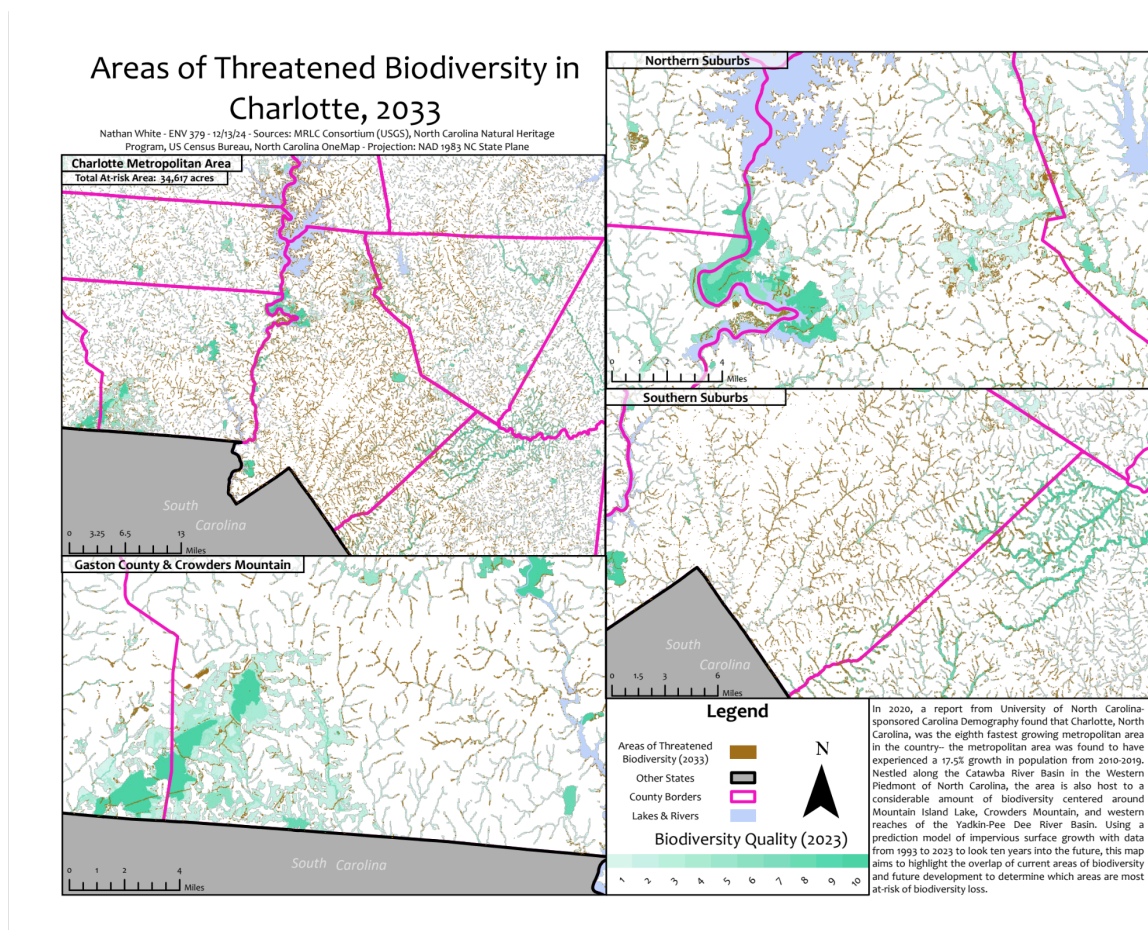 Areas of Threatened Biodiversity in
Charlotte, 2033
Nathan White - ENV 379 - 12/13/24 - Sources: MRLC Consortium (USGS), North Carolina Natural Heritage
Program, US Census Bureau, North Carolina OneMap - Projection: NAD 1983 NC State Plane
Charlotte Metropolitan Area
Total At-risk Area: 34,617 acres
South
Carolina
0 3.25 6.5 13
Miles
Northern Suburbs
0 1 2 4
Miles
Southern Suburbs
South
Carolina
0 1.5 3 6
Miles
Gaston County & Crowders Mountain
South Carolina
0 1 2 4
Miles
Legend
Areas of Threatened
Biodiversity (2033)
Other States
County Borders
Lakes & Rivers
N
Biodiversity Quality (2023)
1 2 3 4 5 6 7 8 9 10
In 2020, a report from University of North Carolina-
sponsored Carolina Demography found that Charlotte, North
Carolina, was the eighth fastest growing metropolitan area
in the country-- the metropolitan area was found to have
experienced a 17.5% growth in population from 2010-2019.
Nestled along the Catawba River Basin in the Western
Piedmont of North Carolina, the area is also host to a
considerable amount of biodiversity centered around
Mountain Island Lake, Crowders Mountain, and western
reaches of the Yadkin-Pee Dee River Basin. Using a
prediction model of impervious surface growth with data
from 1993 to 2023 to look ten years into the future, this map
aims to highlight the overlap of current areas of biodiversity
and future development to determine which areas are most
at-risk of biodiversity loss.